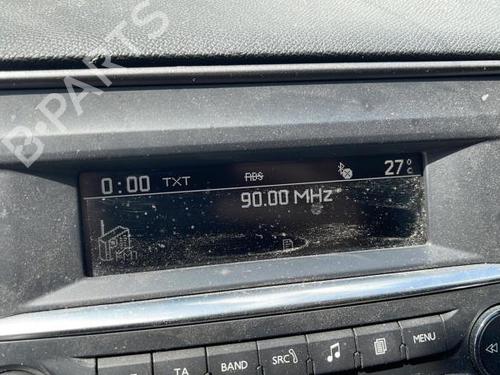 B-PARTS
0:00 TXT RDS 27°C
90.00 MHz
TA BAND SRC MENU